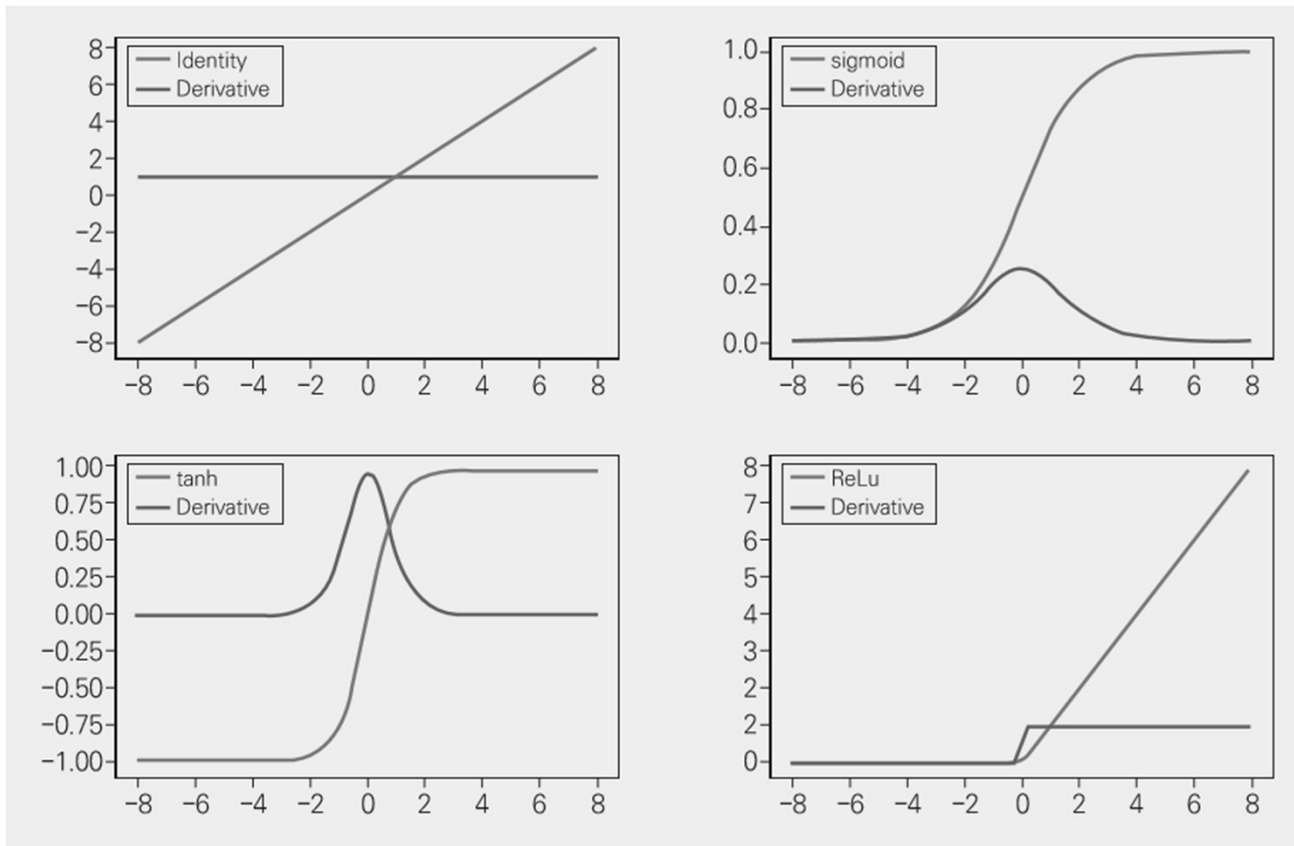 Identity
Derivative
8
6
4
2
0
−2
−4
−6
−8
−8 −6 −4 −2 0 2 4 6 8
sigmoid
Derivative
1.0
0.8
0.6
0.4
0.2
0.0
−8 −6 −4 −2 0 2 4 6 8
tanh
Derivative
1.00
0.75
0.50
0.25
0.00
−0.25
−0.50
−0.75
−1.00
−8 −6 −4 −2 0 2 4 6 8
ReLu
Derivative
8
7
6
5
4
3
2
2
0
−8 −6 −4 −2 0 2 4 6 8